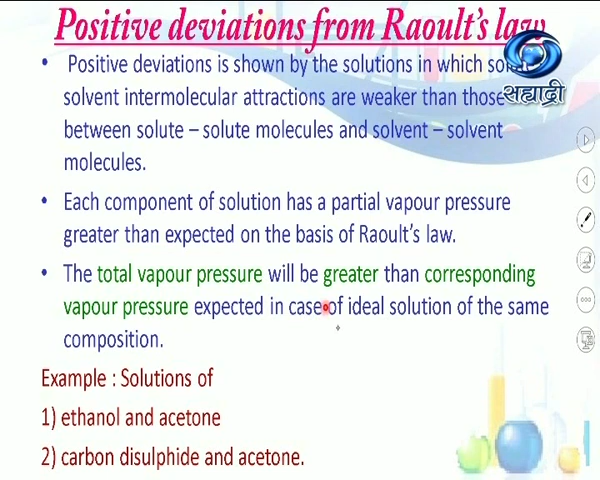 Positive deviations from Raoult's law
• Positive deviations is shown by the solutions in which
solvent intermolecular attractions are weaker than those
सह्याद्री
between solute – solute molecules and solvent – solvent
molecules.
• Each component of solution has a partial vapour pressure
greater than expected on the basis of Raoult's law.
• The total vapour pressure will be greater than corresponding
vapour pressure expected in case of ideal solution of the same
composition.
Example : Solutions of
1) ethanol and acetone
2) carbon disulphide and acetone.